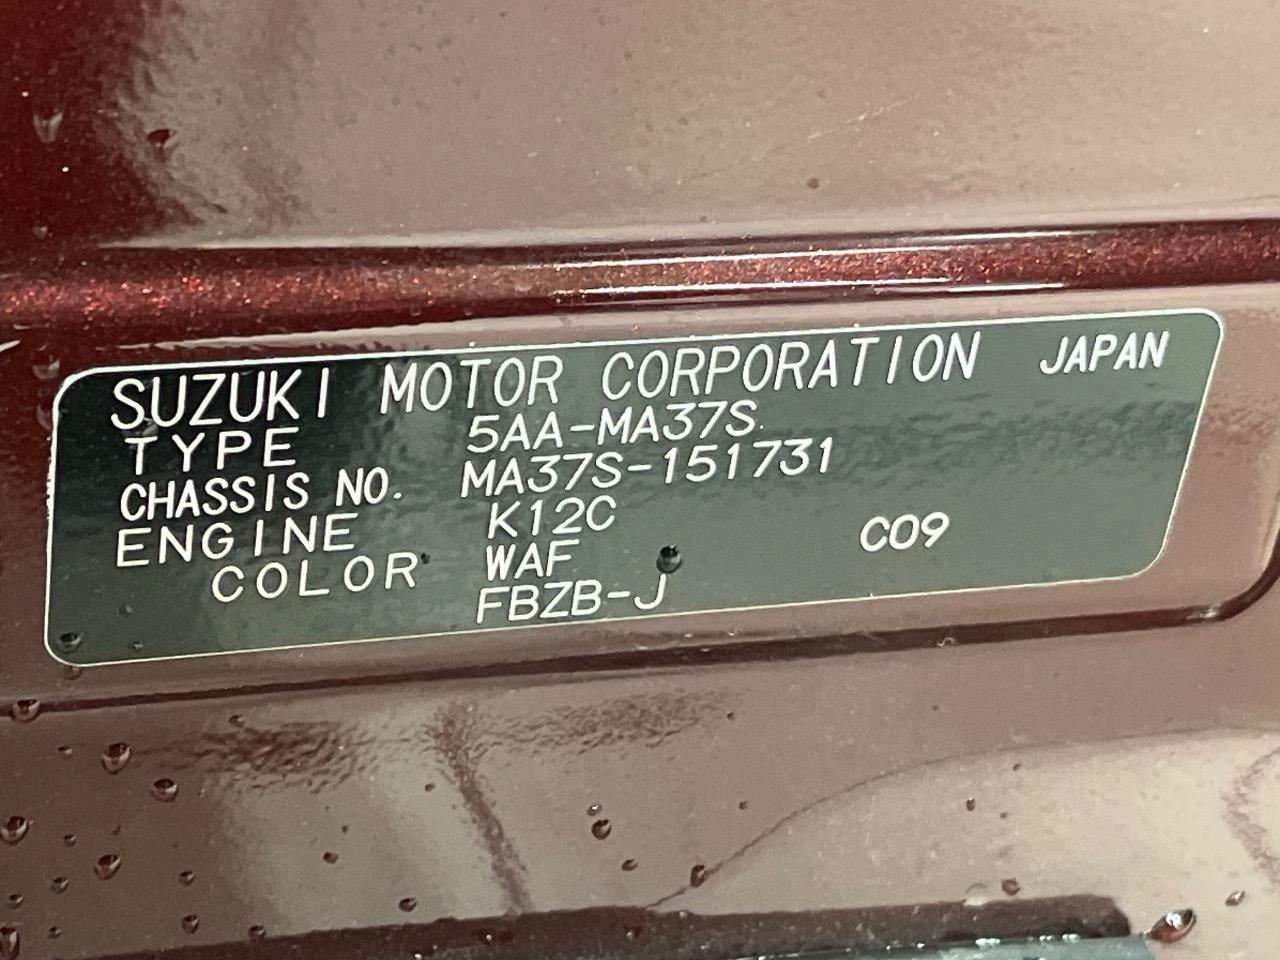 SUZUKI MOTOR CORPORATION JAPAN
TYPE 5AA-MA37S
CHASSIS NO. MA37S-151731
ENGINE K12C
COLOR WAF C09
FBZB-J